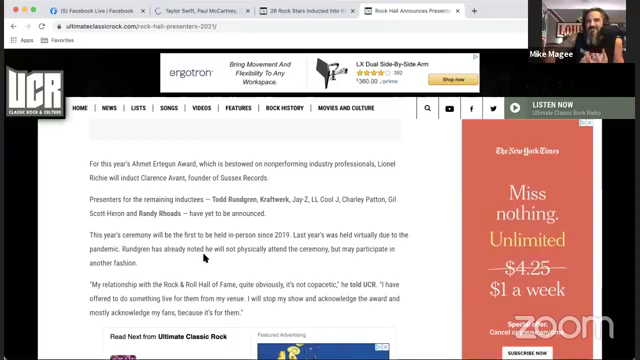 (5) Facebook Live | Facebook
Taylor Swift, Paul McCartney,
26 Rock Stars Inducted Into th
Rock Hall Announces Presenter
ultimateclassicrock.com/rock-hall-presenters-2021/
Mike Magee
ergotron
BRING MOVEMENT AND
FLEXIBILITY TO ANY
WORKSPACE.
LX Dual Side-By-Side Arm
392
$360.00
prime
Shop now
UCR
CLASSIC ROCK & CULTURE
HOME
NEWS
LISTS
SONGS
VIDEOS
FEATURES
ROCK HISTORY
MOVIES AND CULTURE
LISTEN NOW
Ultimate Classic Rock Radio
For this year's Ahmet Ertegun Award, which is bestowed on nonperforming industry professionals, Lionel
Richie will induct Clarence Avant, founder of Sussex Records.
Presenters for the remaining inductees — Todd Rundgren, Kraftwerk, Jay-Z, LL Cool J, Charley Patton, Gil
Scott-Heron and Randy Rhoads — have yet to be announced.
This year's ceremony will be the first to be held in-person since 2019. Last year's was held virtually due to the
pandemic. Rundgren has already noted he will not physically attend the ceremony, but may participate in
another fashion.
"My relationship with the Rock & Roll Hall of Fame, quite obviously, it's not copacetic," he told UCR. "I have
offered to do something live for them from my venue. I will stop my show and acknowledge the award and
mostly acknowledge my fans, because it's for them."
Read Next from Ultimate Classic Rock
Featured Advertising
The New York Times
Miss
nothing.
Unlimited
$4.25
$1 a week
Special offer.
Cancel or pause anytime.
SUBSCRIBE NOW
zoom